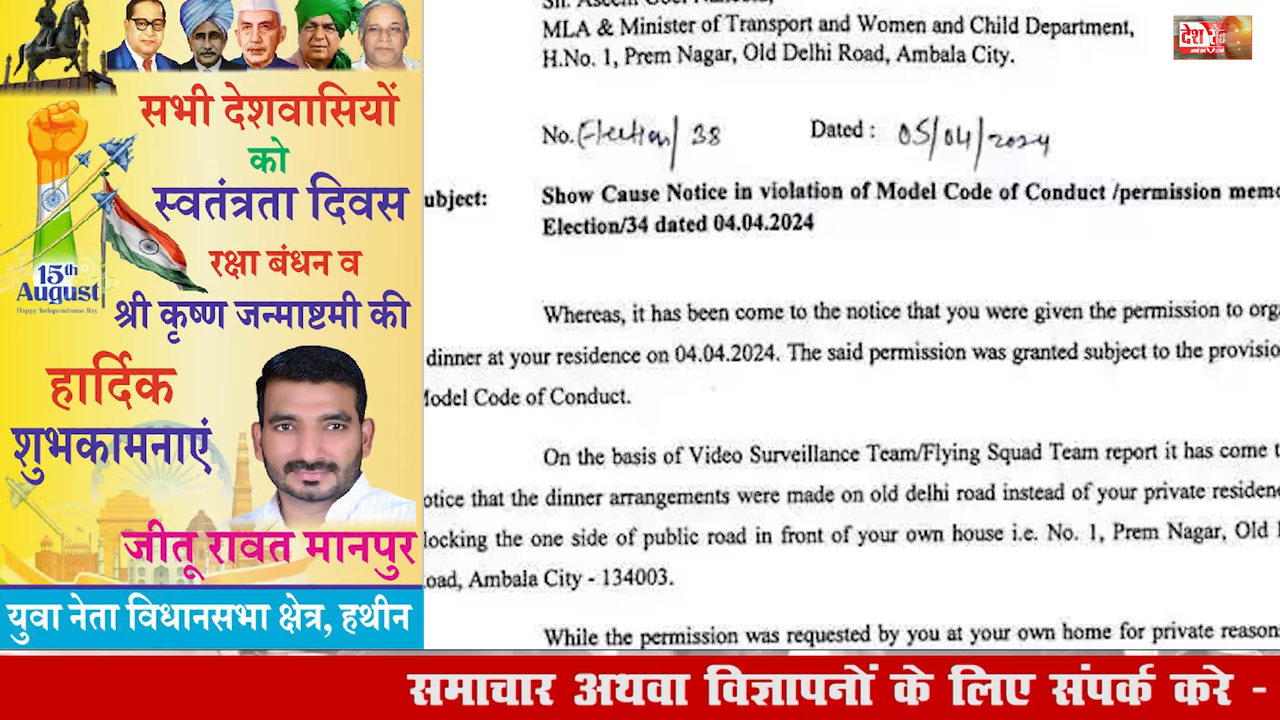 सभी देशवासियों
को
स्वतंत्रता दिवस
15th
August
Happy Independence Day
रक्षा बंधन व
श्री कृष्ण जन्माष्टमी की
हार्दिक
शुभकामनाएं
जीतू रावत मानपुर
युवा नेता विधानसभा क्षेत्र, हथीन
MLA & Minister of Transport and Women and Child Department,
H.No. 1, Prem Nagar, Old Delhi Road, Ambala City.
No. Election/ 38 Dated : 05/04/2024
ubject: Show Cause Notice in violation of Model Code of Conduct /permission memo
Election/34 dated 04.04.2024
Whereas, it has been come to the notice that you were given the permission to orga
dinner at your residence on 04.04.2024. The said permission was granted subject to the provisio
Model Code of Conduct.
On the basis of Video Surveillance Team/Flying Squad Team report it has come t
otice that the dinner arrangements were made on old delhi road instead of your private residenc
locking the one side of public road in front of your own house i.e. No. 1, Prem Nagar, Old
oad, Ambala City - 134003.
While the permission was requested by you at your own home for private reason
देश
समाचार अथवा विज्ञापनों के लिए संपर्क करे -